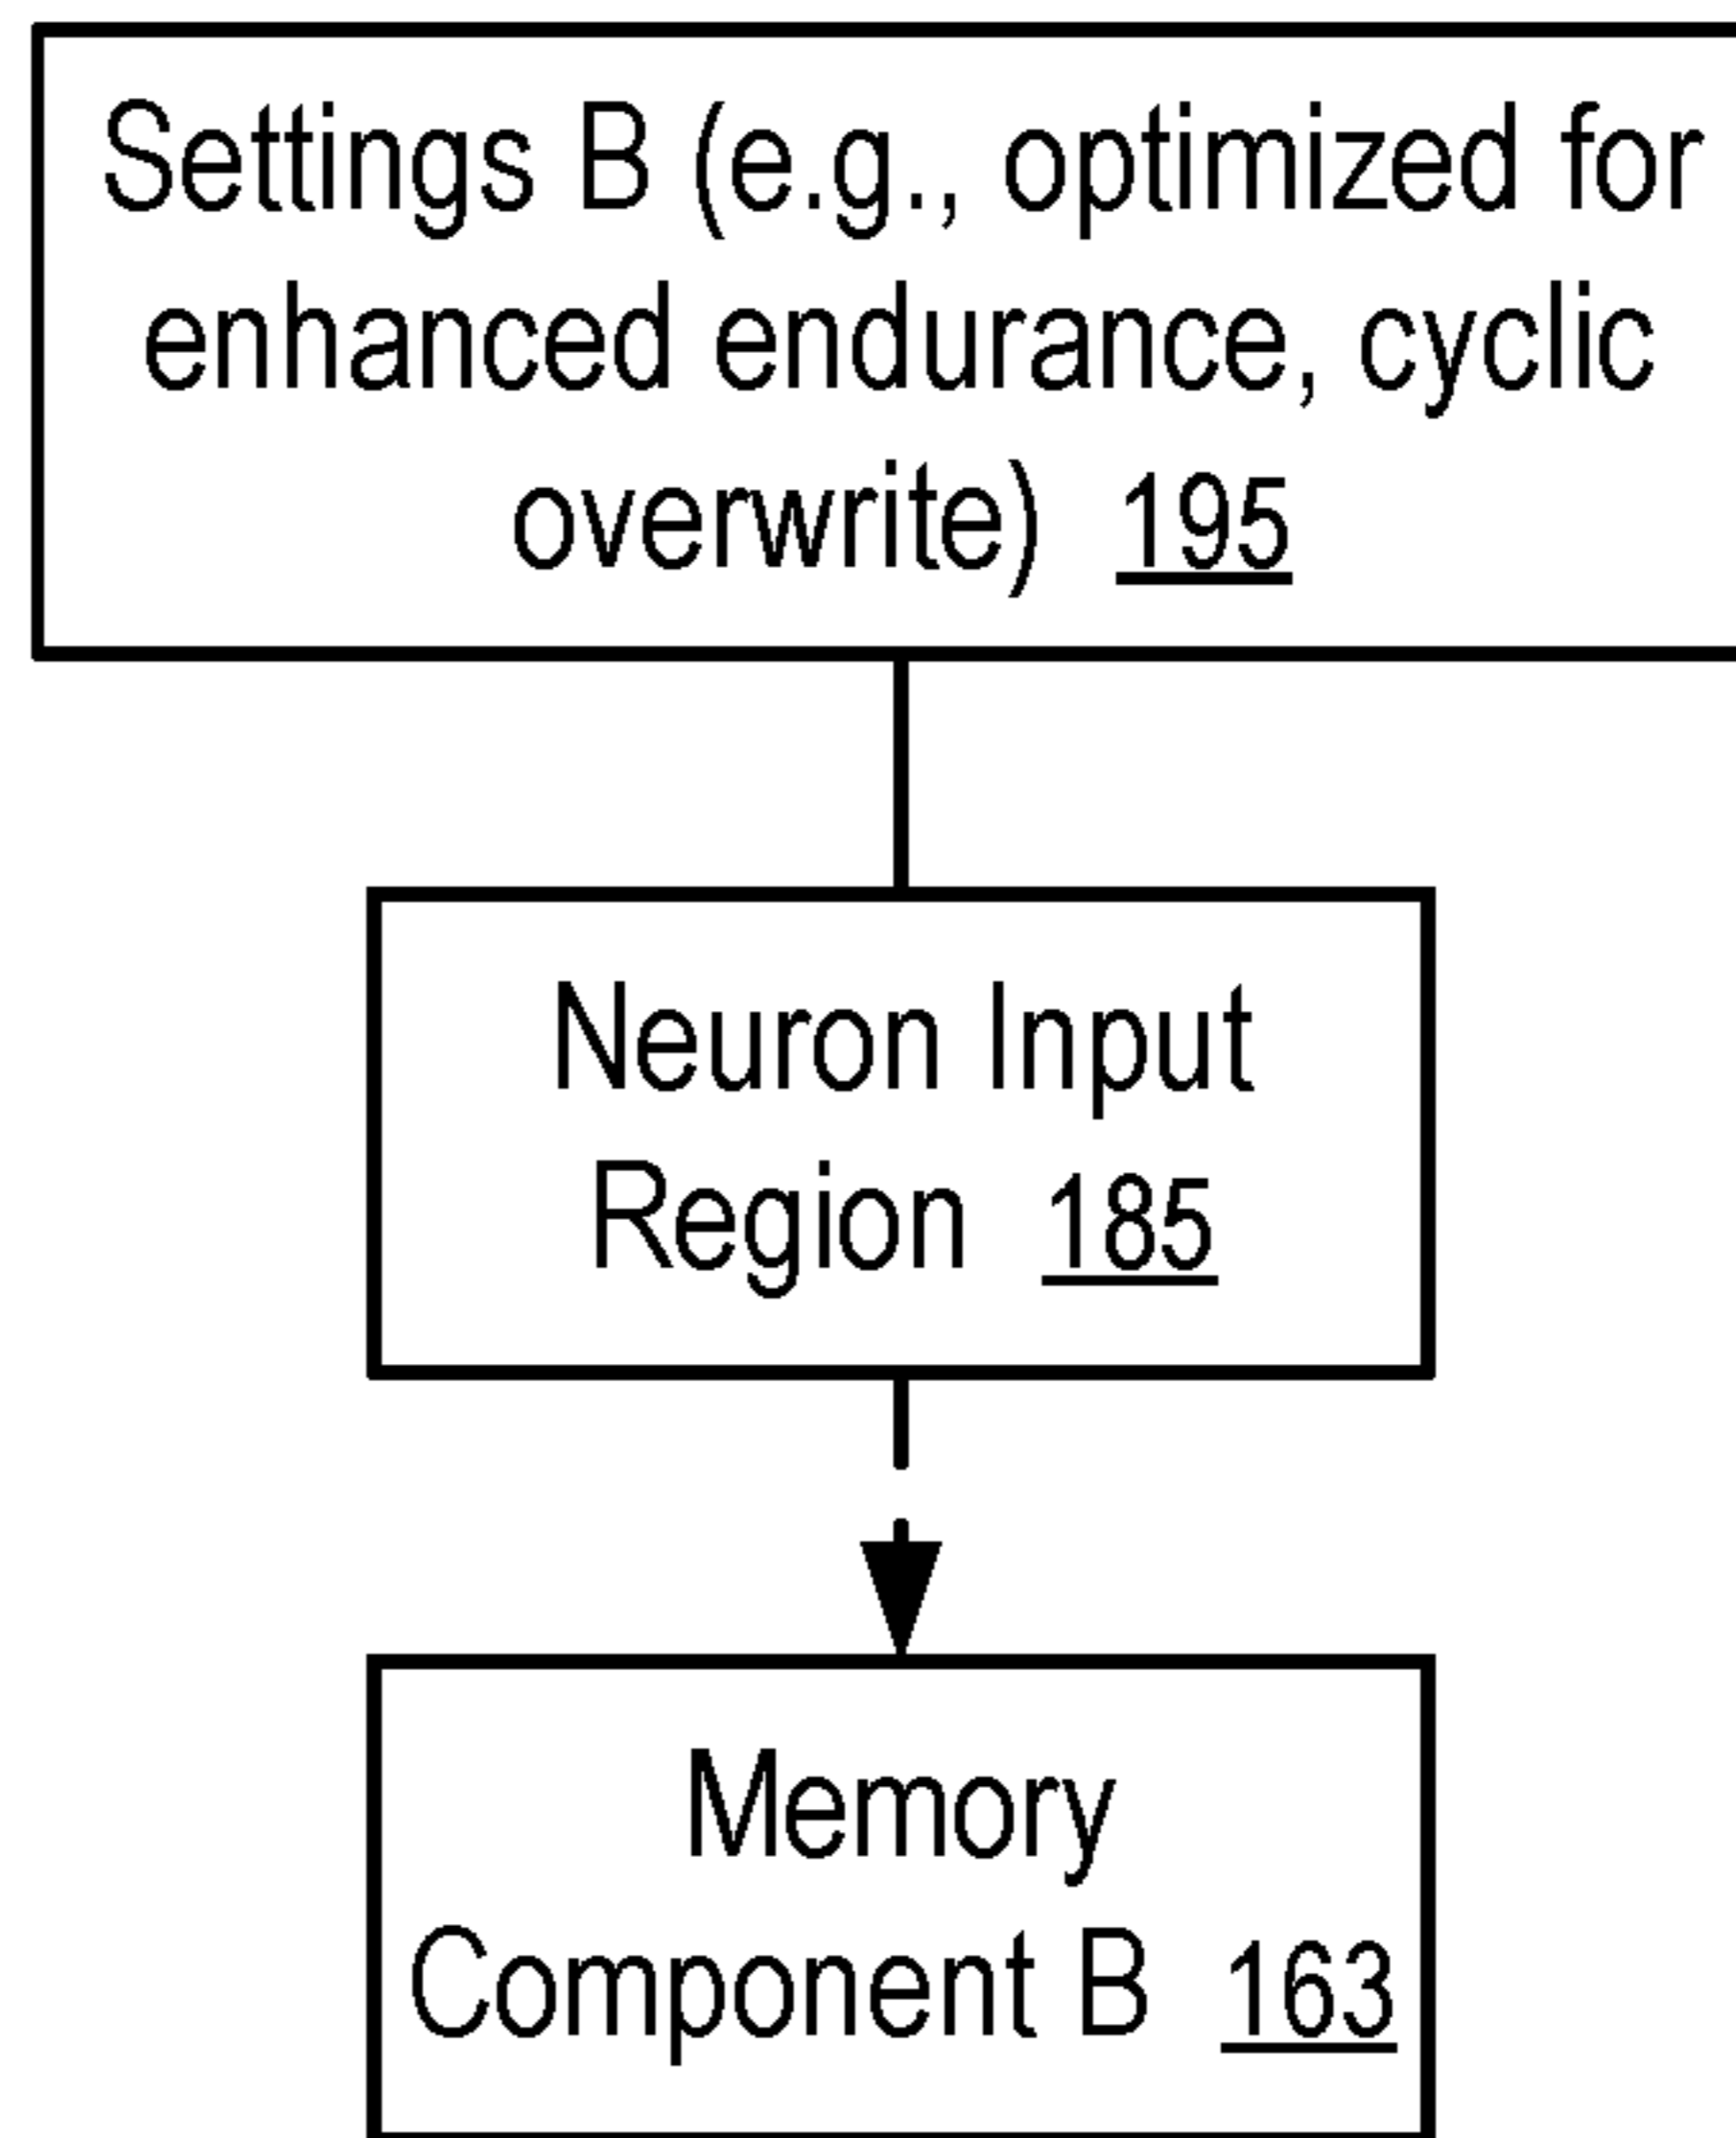 Settings B (e.g., optimized for
enhanced endurance, cyclic
overwrite) 195
Neuron Input
Region 185
Memory
Component B 163